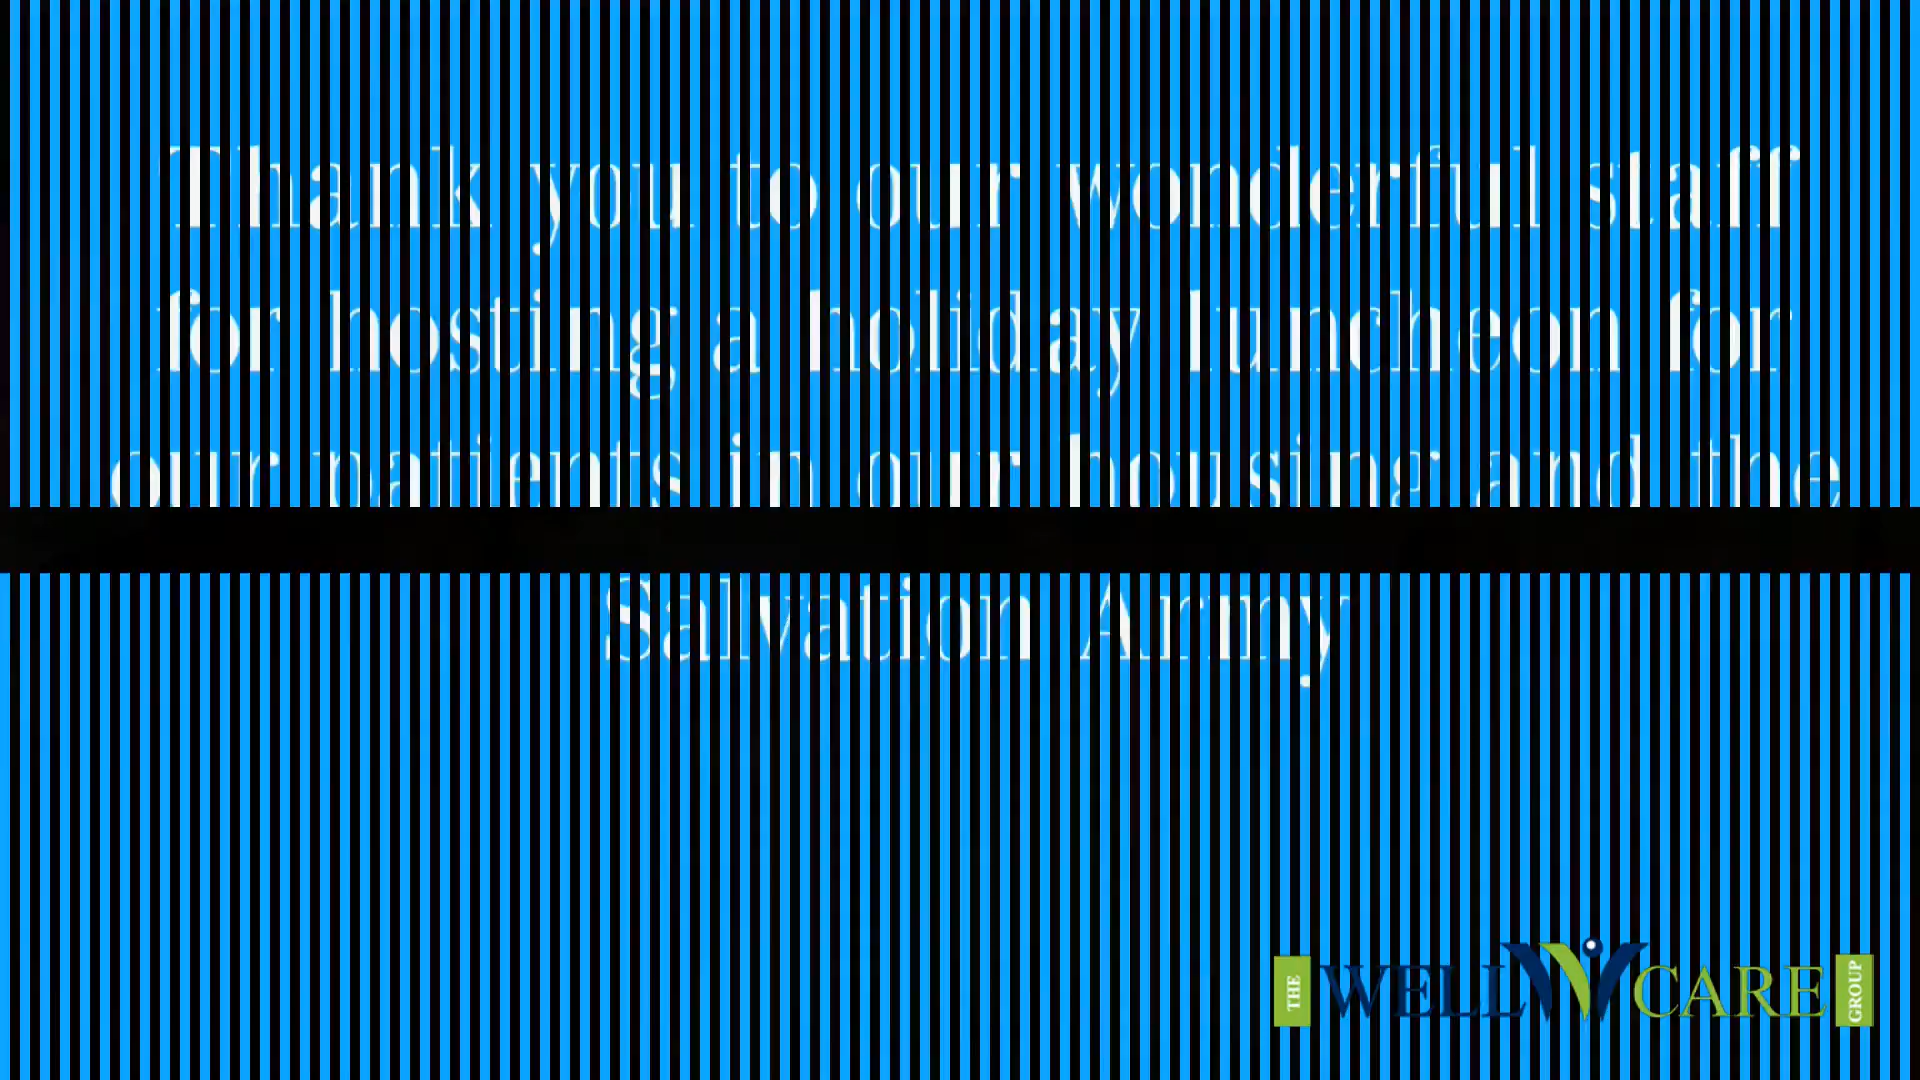 Thank you to our wonderful staff
for hosting a holiday luncheon for
our patients in our housing and the
Salvation Army
THE WELL CARE GROUP